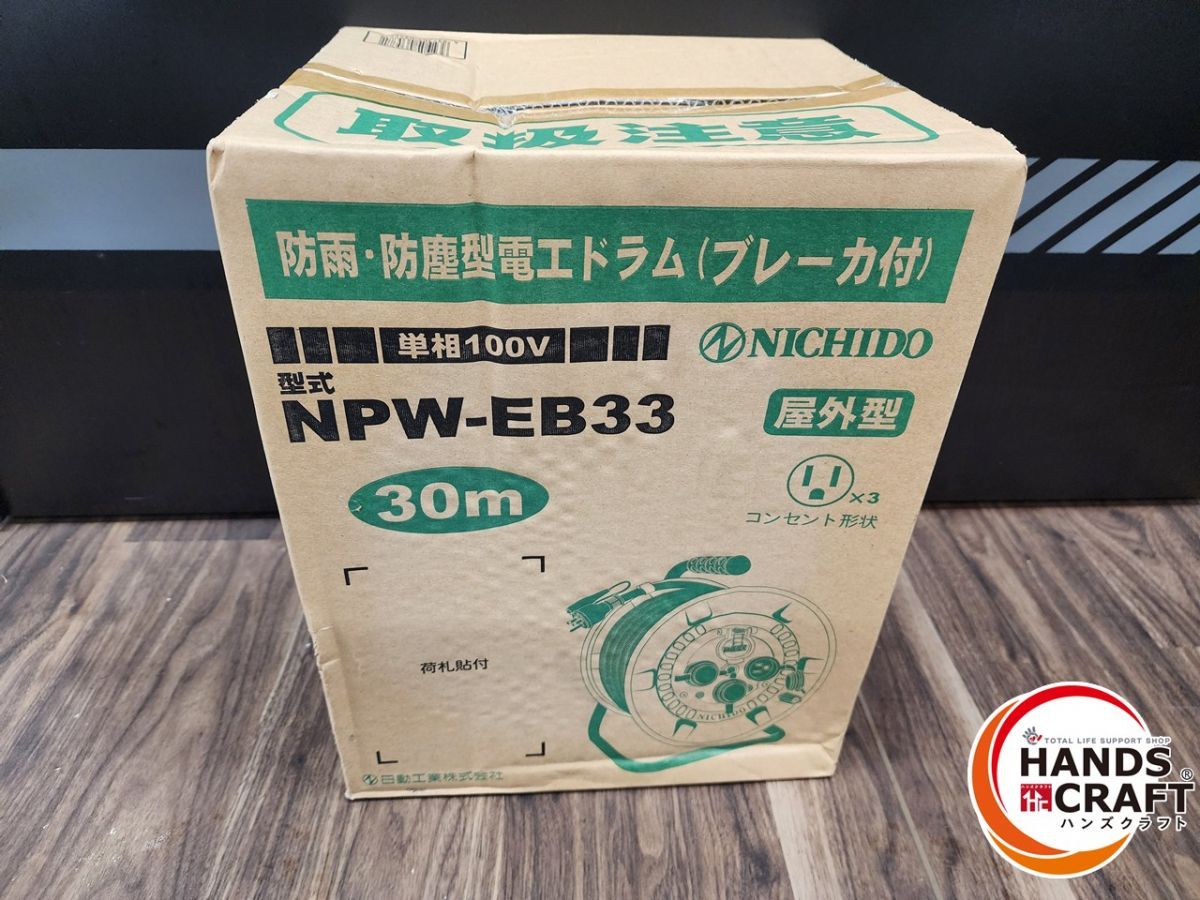 取扱注意
防雨・防塵型電工ドラム(ブレーカ付)
単相100V
NICHIDO
型式
NPW-EB33
屋外型
30m
×3
コンセント形状
荷札貼付
NICHIDO
日動工業株式会社
TOTAL LIFE SUPPORT SHOP
HANDS
CRAFT®
ハンズクラフト